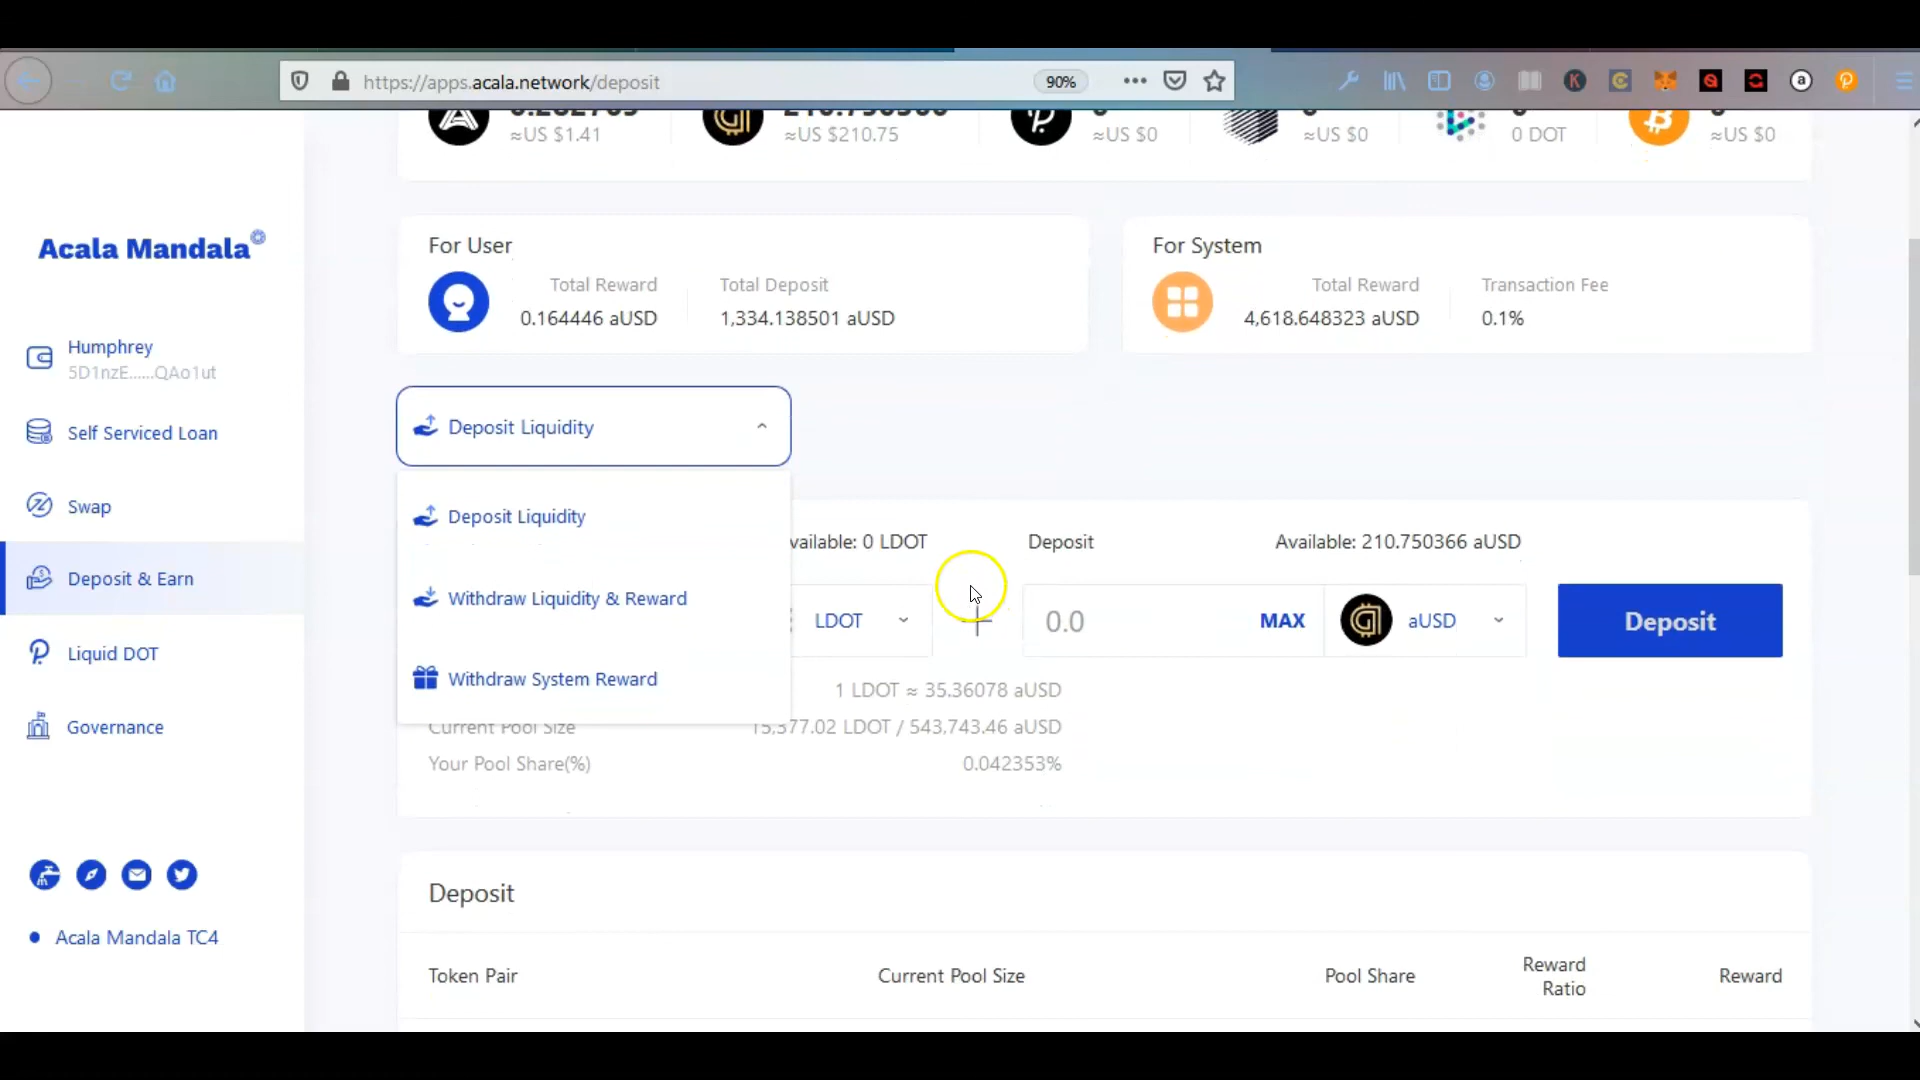 https://apps.acala.network/deposit
90%
≈US $1.41
≈US $210.75
≈US $0
≈US $0
0 DOT
≈US $0
Acala Mandala
Humphrey
5D1nzE......QAo1ut
Self Serviced Loan
Swap
Deposit & Earn
Liquid DOT
Governance
Acala Mandala TC4
For User
Total Reward
0.164446 aUSD
Total Deposit
1,334.138501 aUSD
For System
Total Reward
4,618.648323 aUSD
Transaction Fee
0.1%
Deposit Liquidity
Deposit Liquidity
Withdraw Liquidity & Reward
Withdraw System Reward
vailable: 0 LDOT
Deposit
Available: 210.750366 aUSD
LDOT
0.0
MAX
aUSD
Deposit
1 LDOT ≈ 35.36078 aUSD
Current Pool Size
15,377.02 LDOT / 543,743.46 aUSD
Your Pool Share(%)
0.042353%
Deposit
Token Pair
Current Pool Size
Pool Share
Reward
Ratio
Reward